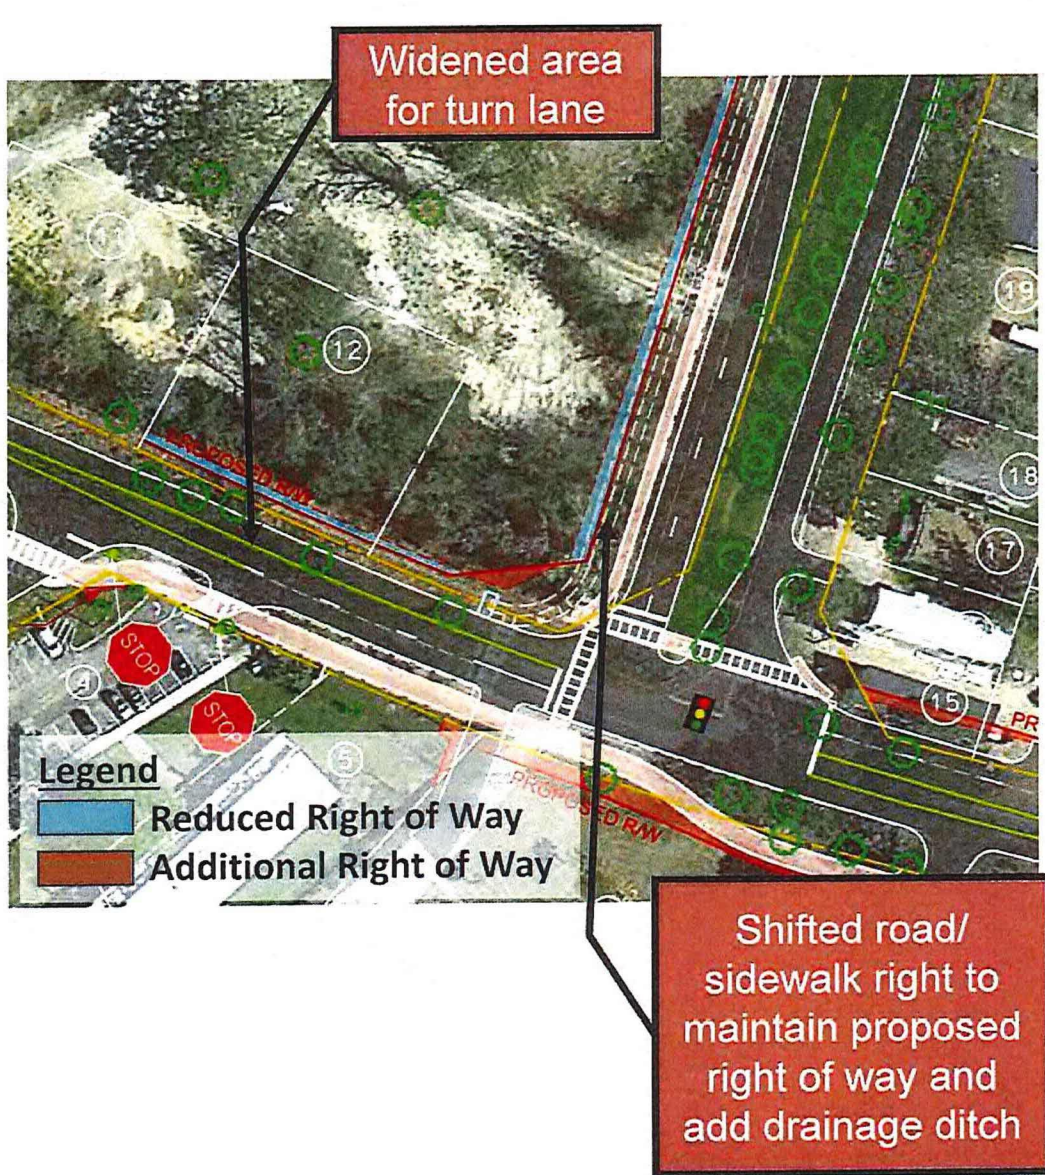 Widened area
for turn lane
11
12
19
18
17
PROPOSED R/W
STOP
4
STOP
15
PR
5
PROPOSED R/W
Legend
Reduced Right of Way
Additional Right of Way
Shifted road/
sidewalk right to
maintain proposed
right of way and
add drainage ditch